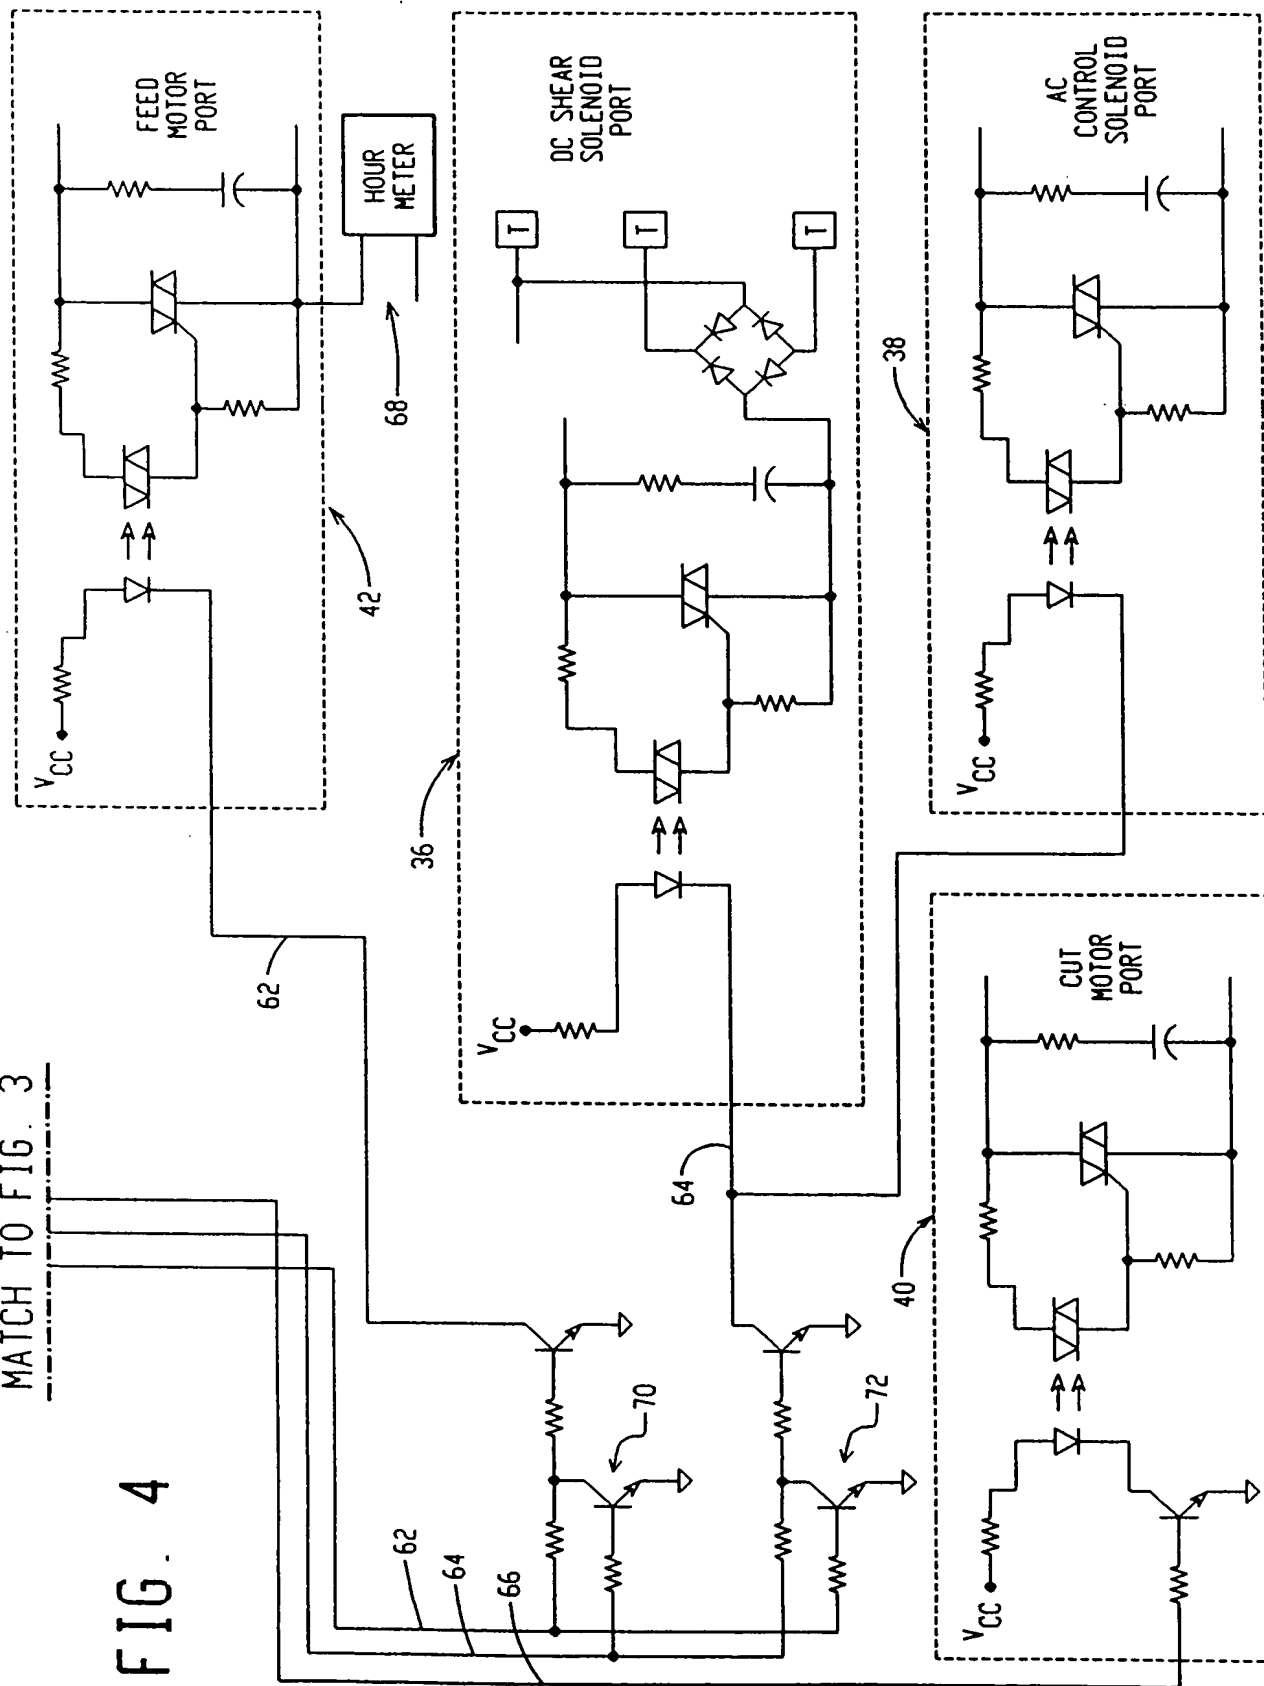 FIG. 4
MATCH TO FIG. 3
62
64
66
70
72
62
64
VCC
FEED
MOTOR
PORT
42
HOUR
METER
68
36
VCC
DC SHEAR
SOLENOID
PORT
T
T
T
38
VCC
AC
CONTROL
SOLENOID
PORT
40
VCC
CUT
MOTOR
PORT